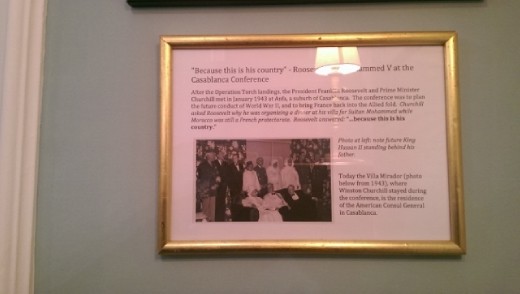 "Because this is his country" - Roose mmed V at the
Casablanca Conference
After the Operation Torch landings, the President Frankli Roosevelt and Prime Minister
Churchill met in January 1943 at Anfa, a suburb of Casablanca. The conference was to plan
the future conduct of World War II, and to bring France back into the Allied fold. Churchill
asked Roosevelt why he was organising a dinner at his villa for Sultan Mohammed while
Morocco was still a French protectorate. Roosevelt answered: "...because this is his
country."
Photo at left: note future King
Hassan II standing behind his
father.
Today the Villa Mirador (photo
below from 1943), where
Winston Churchill stayed during
the conference, is the residence
of the American Consul General
in Casablanca.